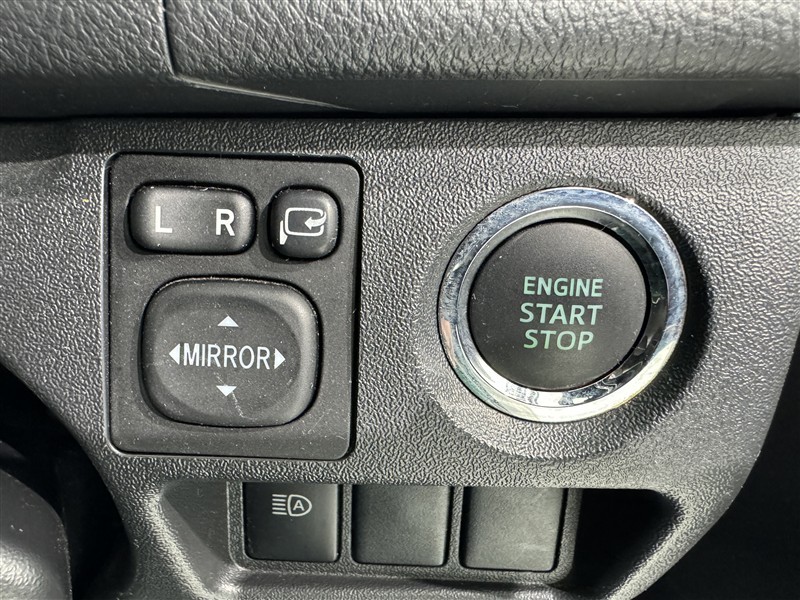 L R
MIRROR
ENGINE
START
STOP
A